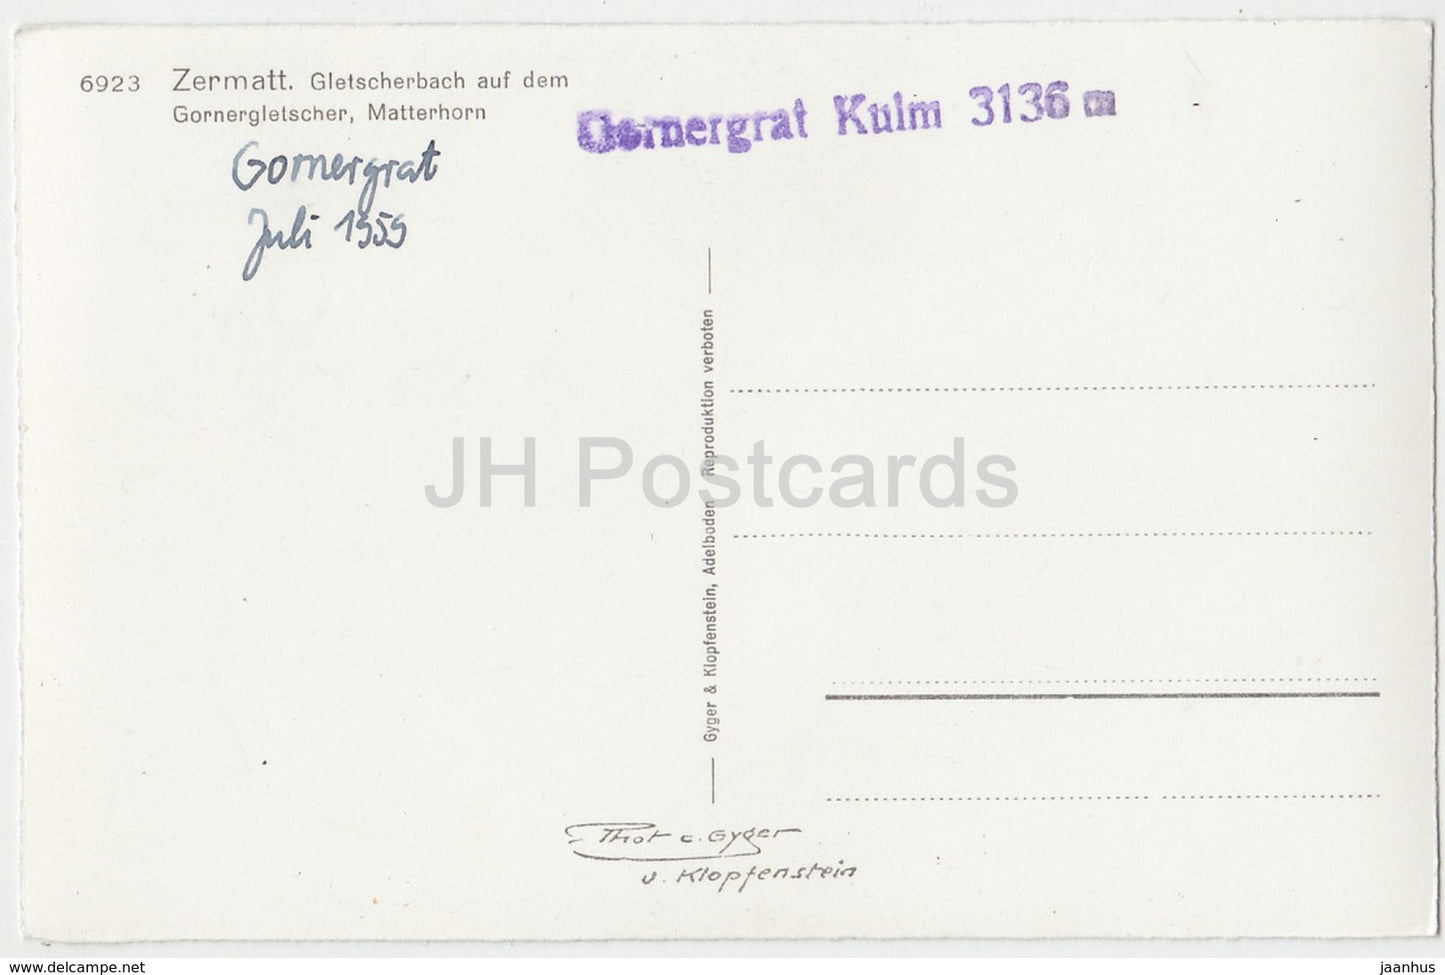 6923 Zermatt. Gletscherbach auf dem
Gornergletscher, Matterhorn
Gornergrat Kulm 3136 m
Gornergrat
Juli 1959
Gyger & Klopfenstein, Adelboden Reproduktion verboten
JH Postcards
Phot c. Gyger
u. Klopfenstein
www.delcampe.net
jaanhus